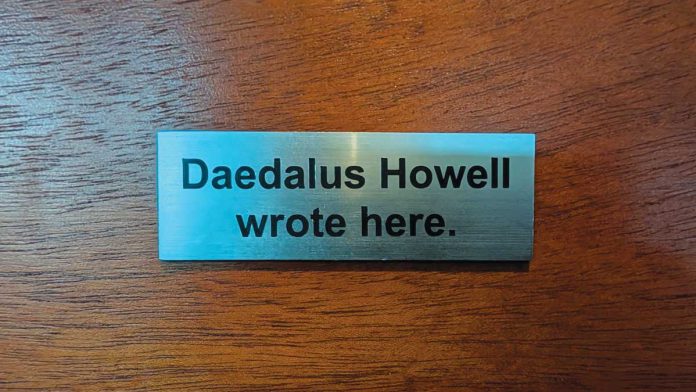 Daedalus Howell
wrote here.